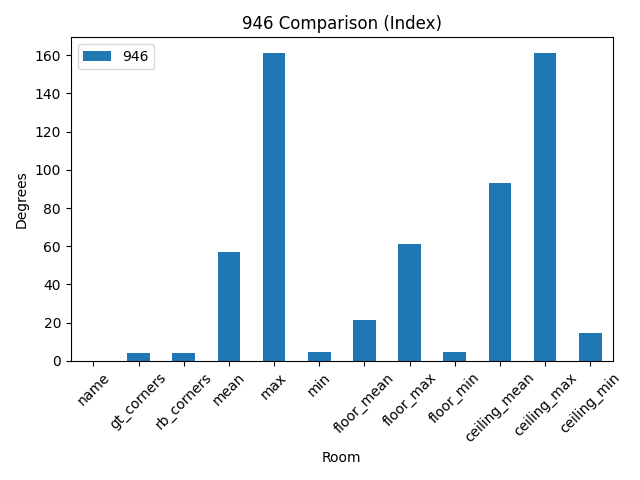 946 Comparison (Index)
946
Degrees
160
140
120
100
80
60
40
20
0
name
gt_corners
rb_corners
mean
max
min
floor_mean
floor_max
floor_min
ceiling_mean
ceiling_max
ceiling_min
Room